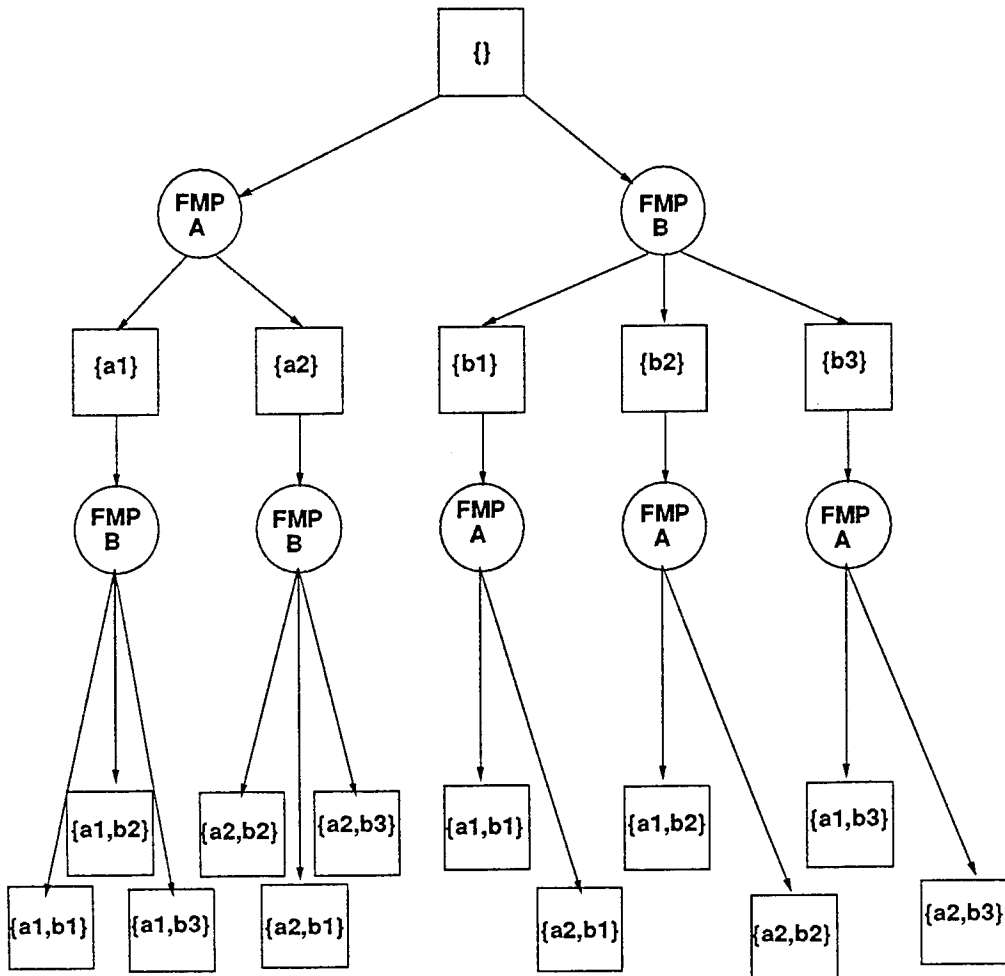 {}
FMP
A
FMP
B
{a1}
{a2}
{b1}
{b2}
{b3}
FMP
B
FMP
B
FMP
A
FMP
A
FMP
A
{a1,b2}
{a2,b2}
{a2,b3}
{a1,b1}
{a1,b2}
{a1,b3}
{a1,b1}
{a1,b3}
{a2,b1}
{a2,b1}
{a2,b2}
{a2,b3}